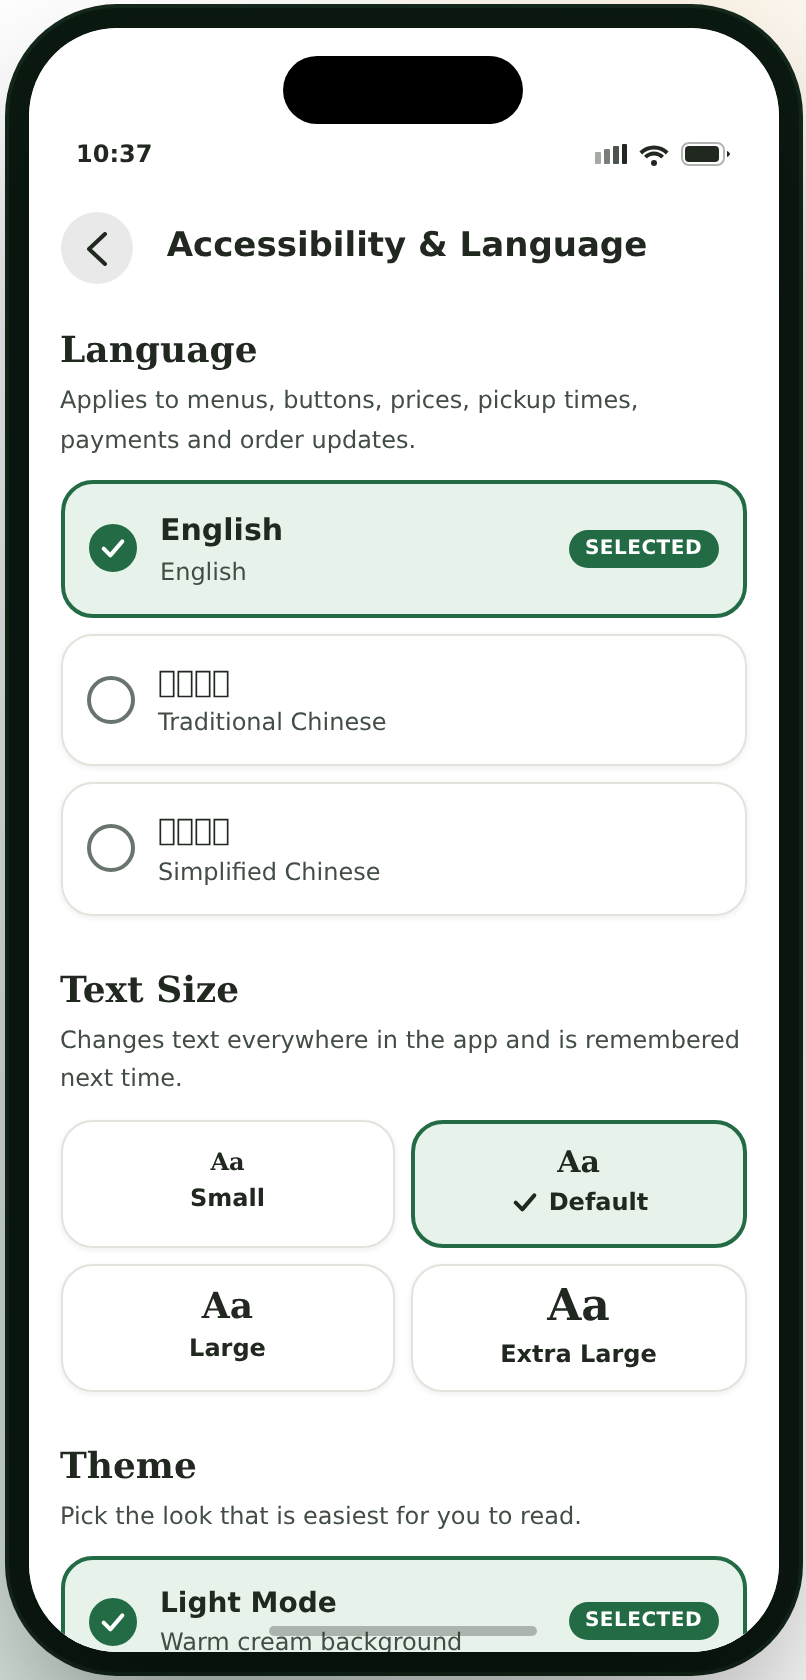 10:37
Accessibility & Language
Language
Applies to menus, buttons, prices, pickup times,
payments and order updates.
English
SELECTED
English
Traditional Chinese
Simplified Chinese
Text Size
Changes text everywhere in the app and is remembered
next time.
Aa
Small
Aa
Default
Aa
Large
Aa
Extra Large
Theme
Pick the look that is easiest for you to read.
Light Mode
SELECTED
Warm cream background